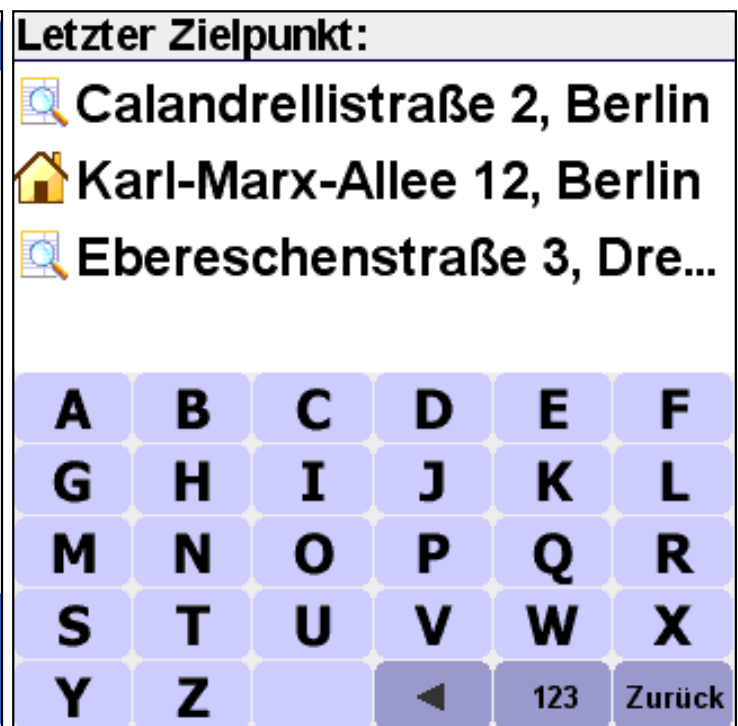 Letzter Zielpunkt:
Calandrellistraße 2, Berlin
Karl-Marx-Allee 12, Berlin
Ebereschenstraße 3, Dre...
A B C D E F
G H I J K L
M N O P Q R
S T U V W X
Y Z 123 Zurück